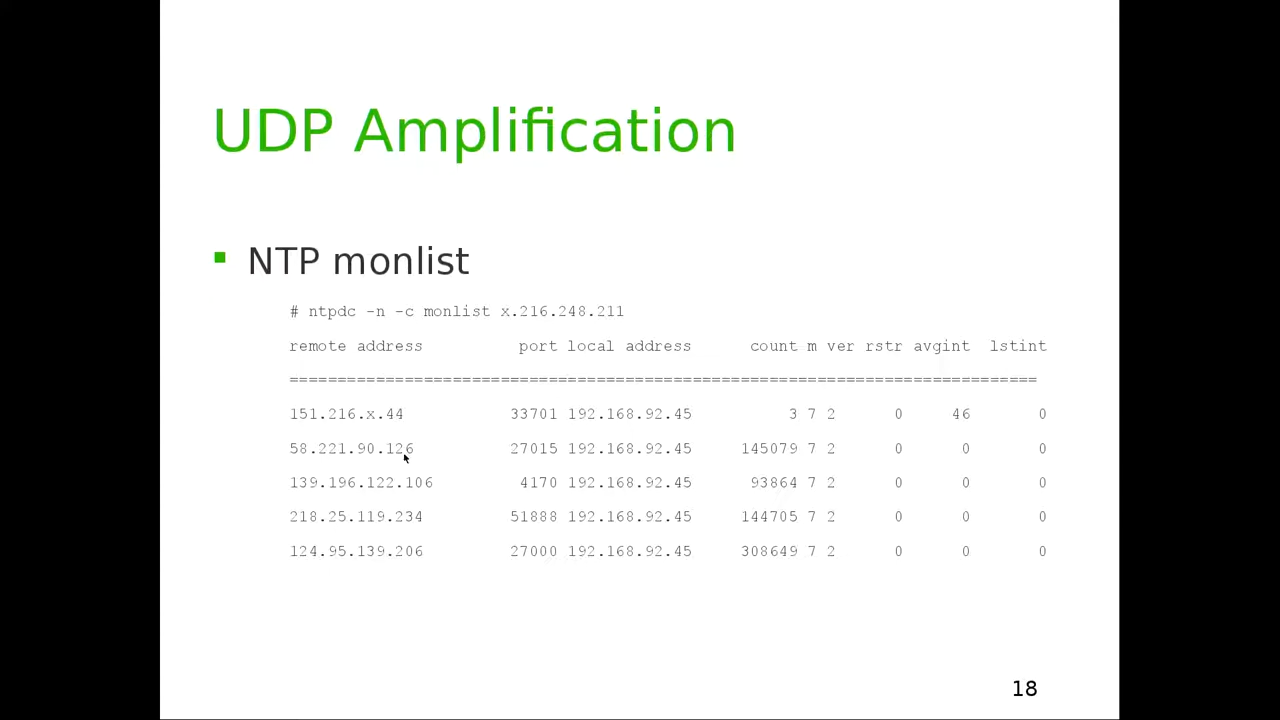 UDP Amplification
▪ NTP monlist
# ntpdc -n -c monlist x.216.248.211
remote address port local address count m ver rstr avgint lstint
==============================================================================
151.216.x.44 33701 192.168.92.45 3 7 2 0 46 0
58.221.90.126 27015 192.168.92.45 145079 7 2 0 0 0
139.196.122.106 4170 192.168.92.45 93864 7 2 0 0 0
218.25.119.234 51888 192.168.92.45 144705 7 2 0 0 0
124.95.139.206 27000 192.168.92.45 308649 7 2 0 0 0
18